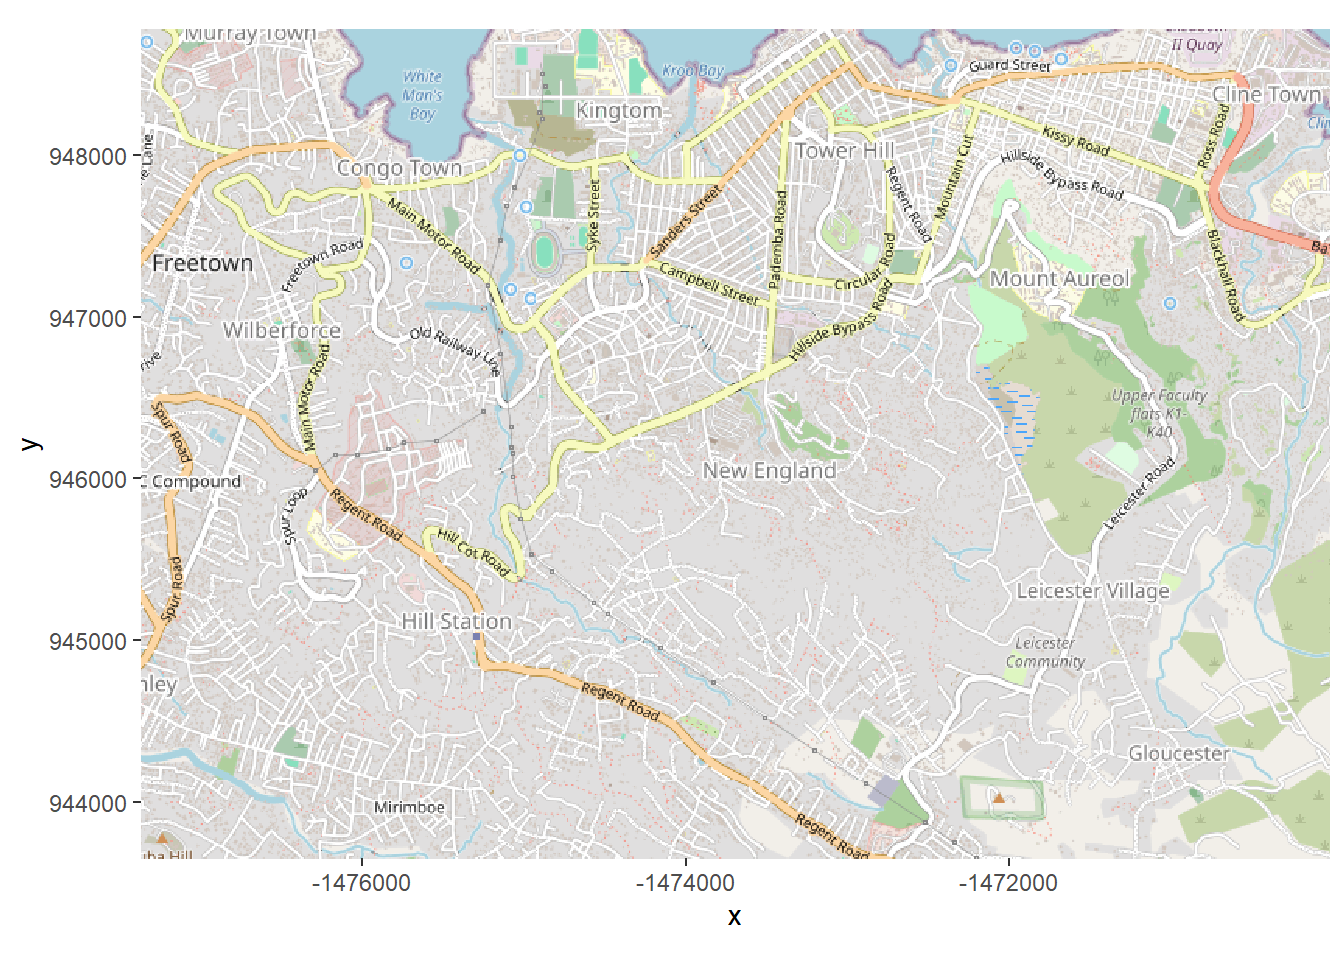 Murray Town
White
Man's
Bay
Kroo Bay
Guard Street
II Quay
Cline Town
Kingtom
Congo Town
Tower Hill
Kissy Road
Ross Road
Hillside Bypass Road
Mountain Cut
Regent Road
Main Motor Road
Syke Street
Sanders Street
Pademba Road
Freetown Road
Freetown
Campbell Street
Circular Road
Mount Aureol
Blackhall Road
Wilberforce
Old Railway Line
Hillside Bypass Road
Main Motor Road
Upper Faculty
flats K1-
K40
Spur Road
New England
Compound
Spur Loop
Regent Road
Leicester Road
Hill Cot Road
Spur Road
Leicester Village
Hill Station
Leicester
Community
Regent Road
Gloucester
Mirimboe
Regent Road
948000
947000
946000
945000
944000
y
-1476000
-1474000
-1472000
x